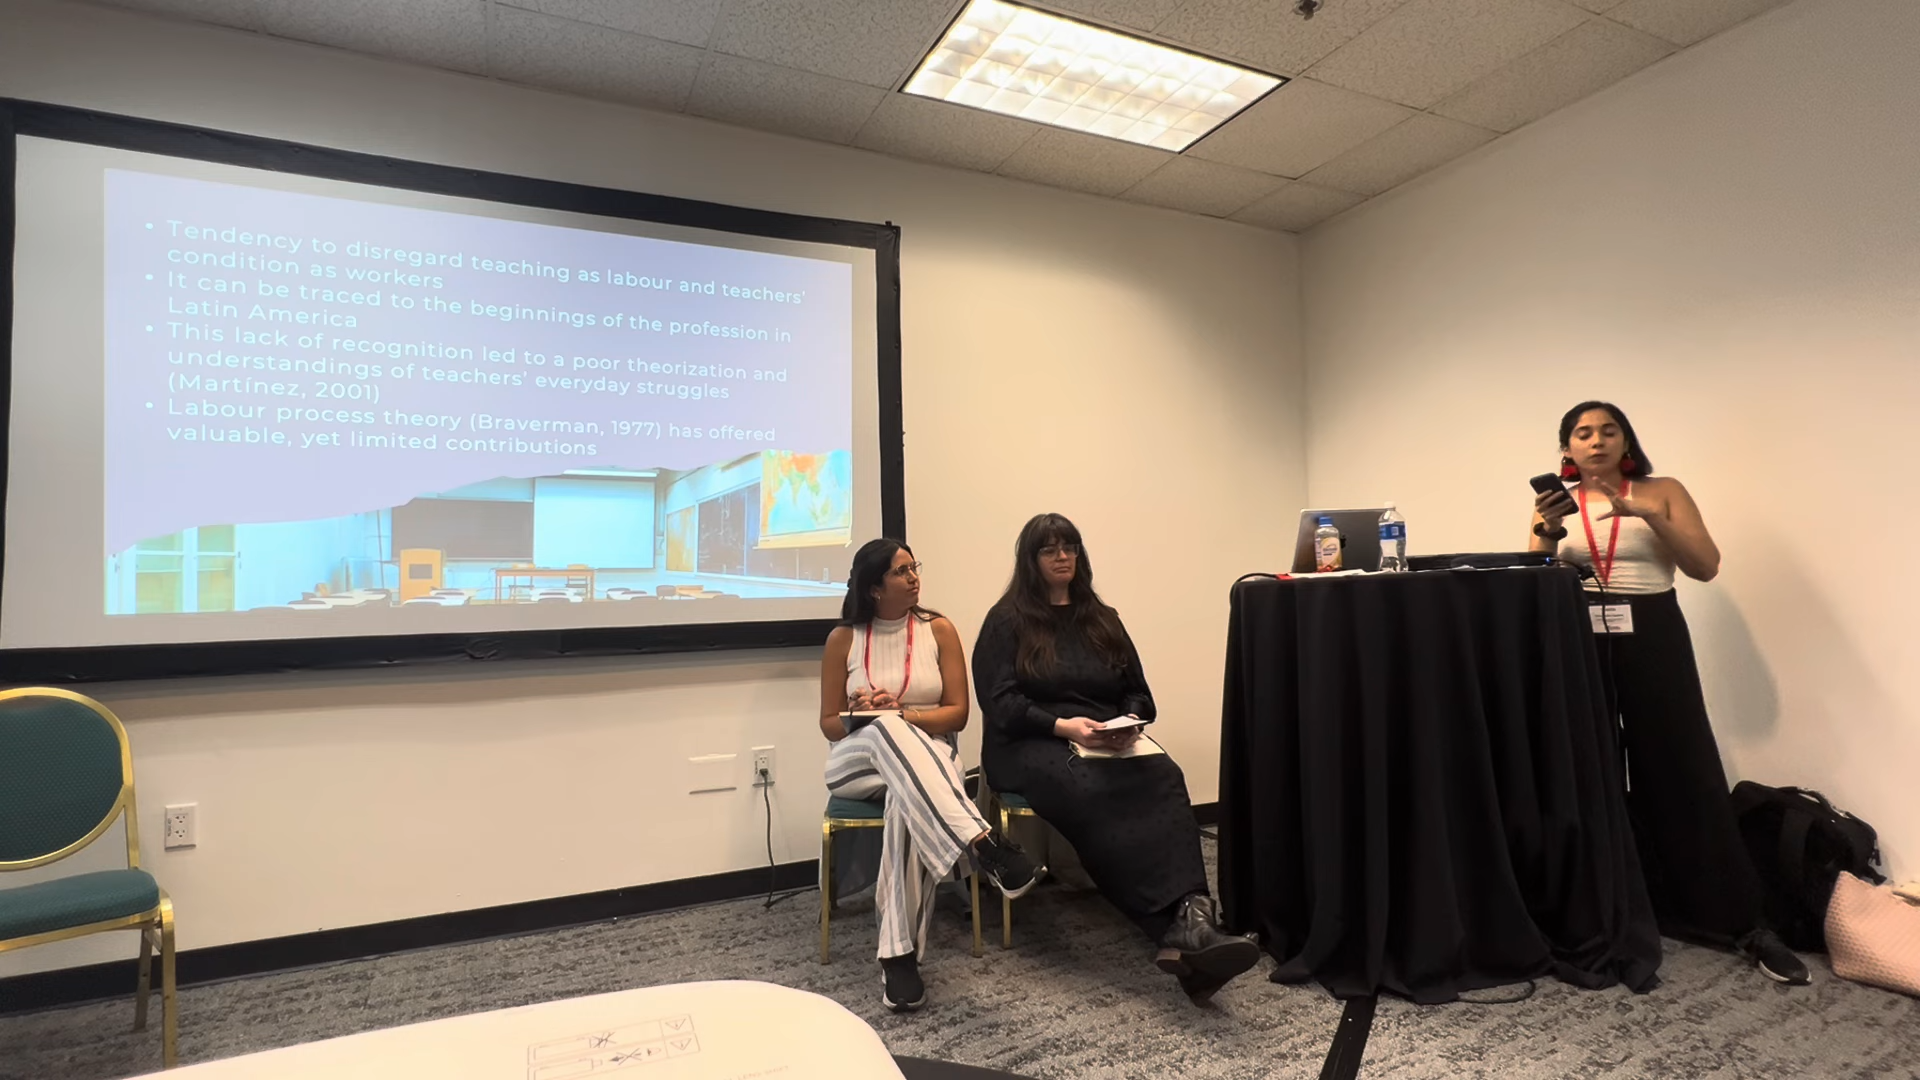 • Tendency to disregard teaching as labour and teachers'
condition as workers
• It can be traced to the beginnings of the profession in
Latin America
• This lack of recognition led to a poor theorization and
understandings of teachers' everyday struggles
(Martínez, 2001)
• Labour process theory (Braverman, 1977) has offered
valuable, yet limited contributions